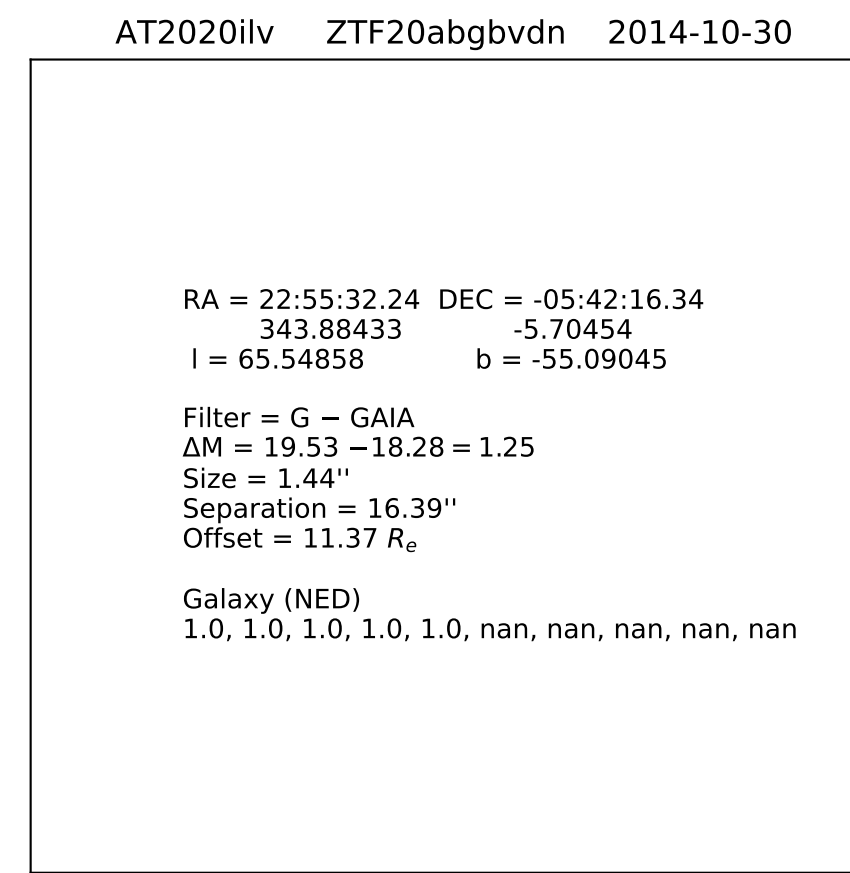 AT2020ilv ZTF20abgbvdn 2014-10-30
RA = 22:55:32.24 DEC = -05:42:16.34
343.88433 -5.70454
l = 65.54858 b = -55.09045
Filter = G − GAIA
ΔM = 19.53 −18.28 = 1.25
Size = 1.44''
Separation = 16.39''
Offset = 11.37 Rₑ
Galaxy (NED)
1.0, 1.0, 1.0, 1.0, 1.0, nan, nan, nan, nan, nan